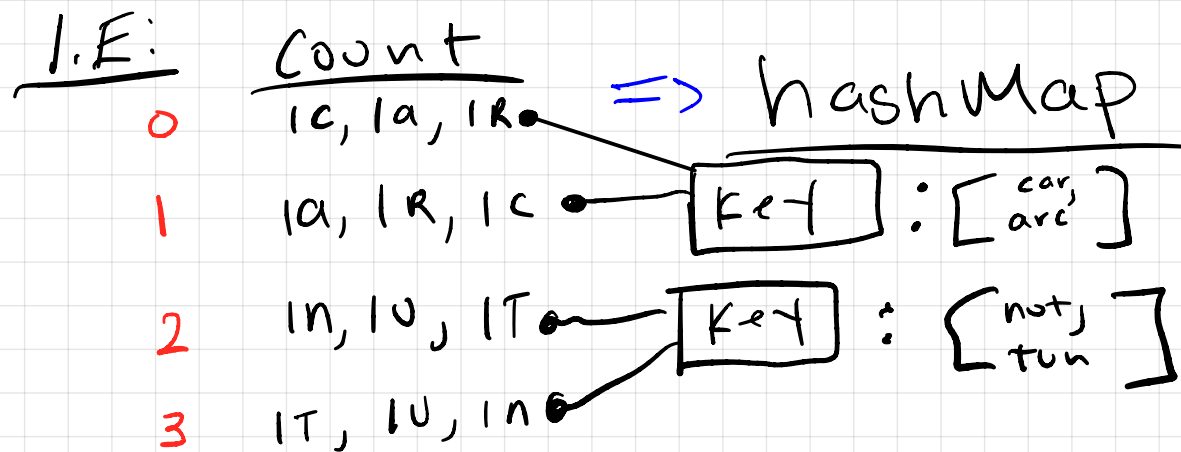 I.E: Count => hashMap
0 1c, 1a, 1R
1 1a, 1R, 1C Key : [car, arc]
2 1n, 1U, 1T Key : [nut, tun]
3 1T, 1U, 1n